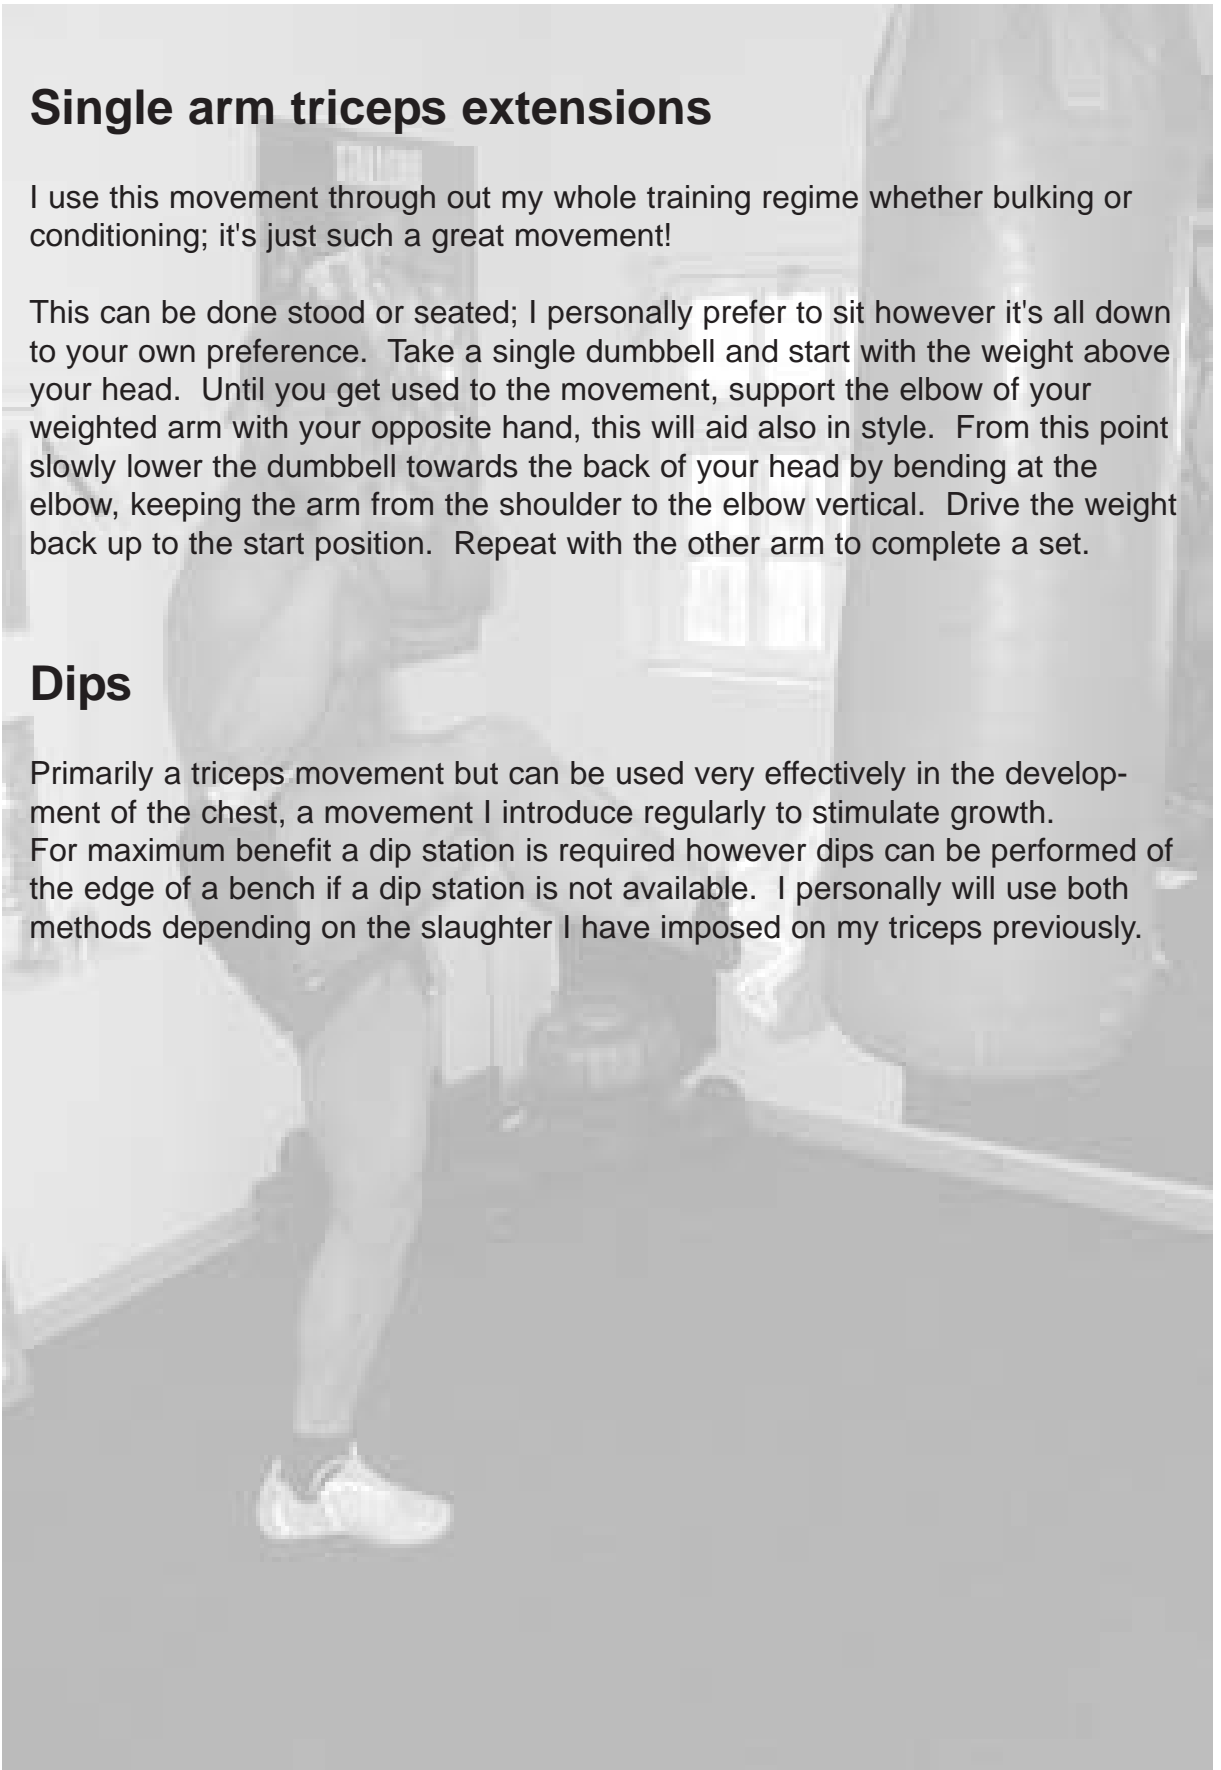 Single arm triceps extensions
I use this movement through out my whole training regime whether bulking or
conditioning; it's just such a great movement!
This can be done stood or seated; I personally prefer to sit however it's all down
to your own preference.  Take a single dumbbell and start with the weight above
your head.  Until you get used to the movement, support the elbow of your
weighted arm with your opposite hand, this will aid also in style.  From this point
slowly lower the dumbbell towards the back of your head by bending at the
elbow, keeping the arm from the shoulder to the elbow vertical.  Drive the weight
back up to the start position.  Repeat with the other arm to complete a set.
Dips
Primarily a triceps movement but can be used very effectively in the develop-
ment of the chest, a movement I introduce regularly to stimulate growth.
For maximum benefit a dip station is required however dips can be performed of
the edge of a bench if a dip station is not available.  I personally will use both
methods depending on the slaughter I have imposed on my triceps previously.